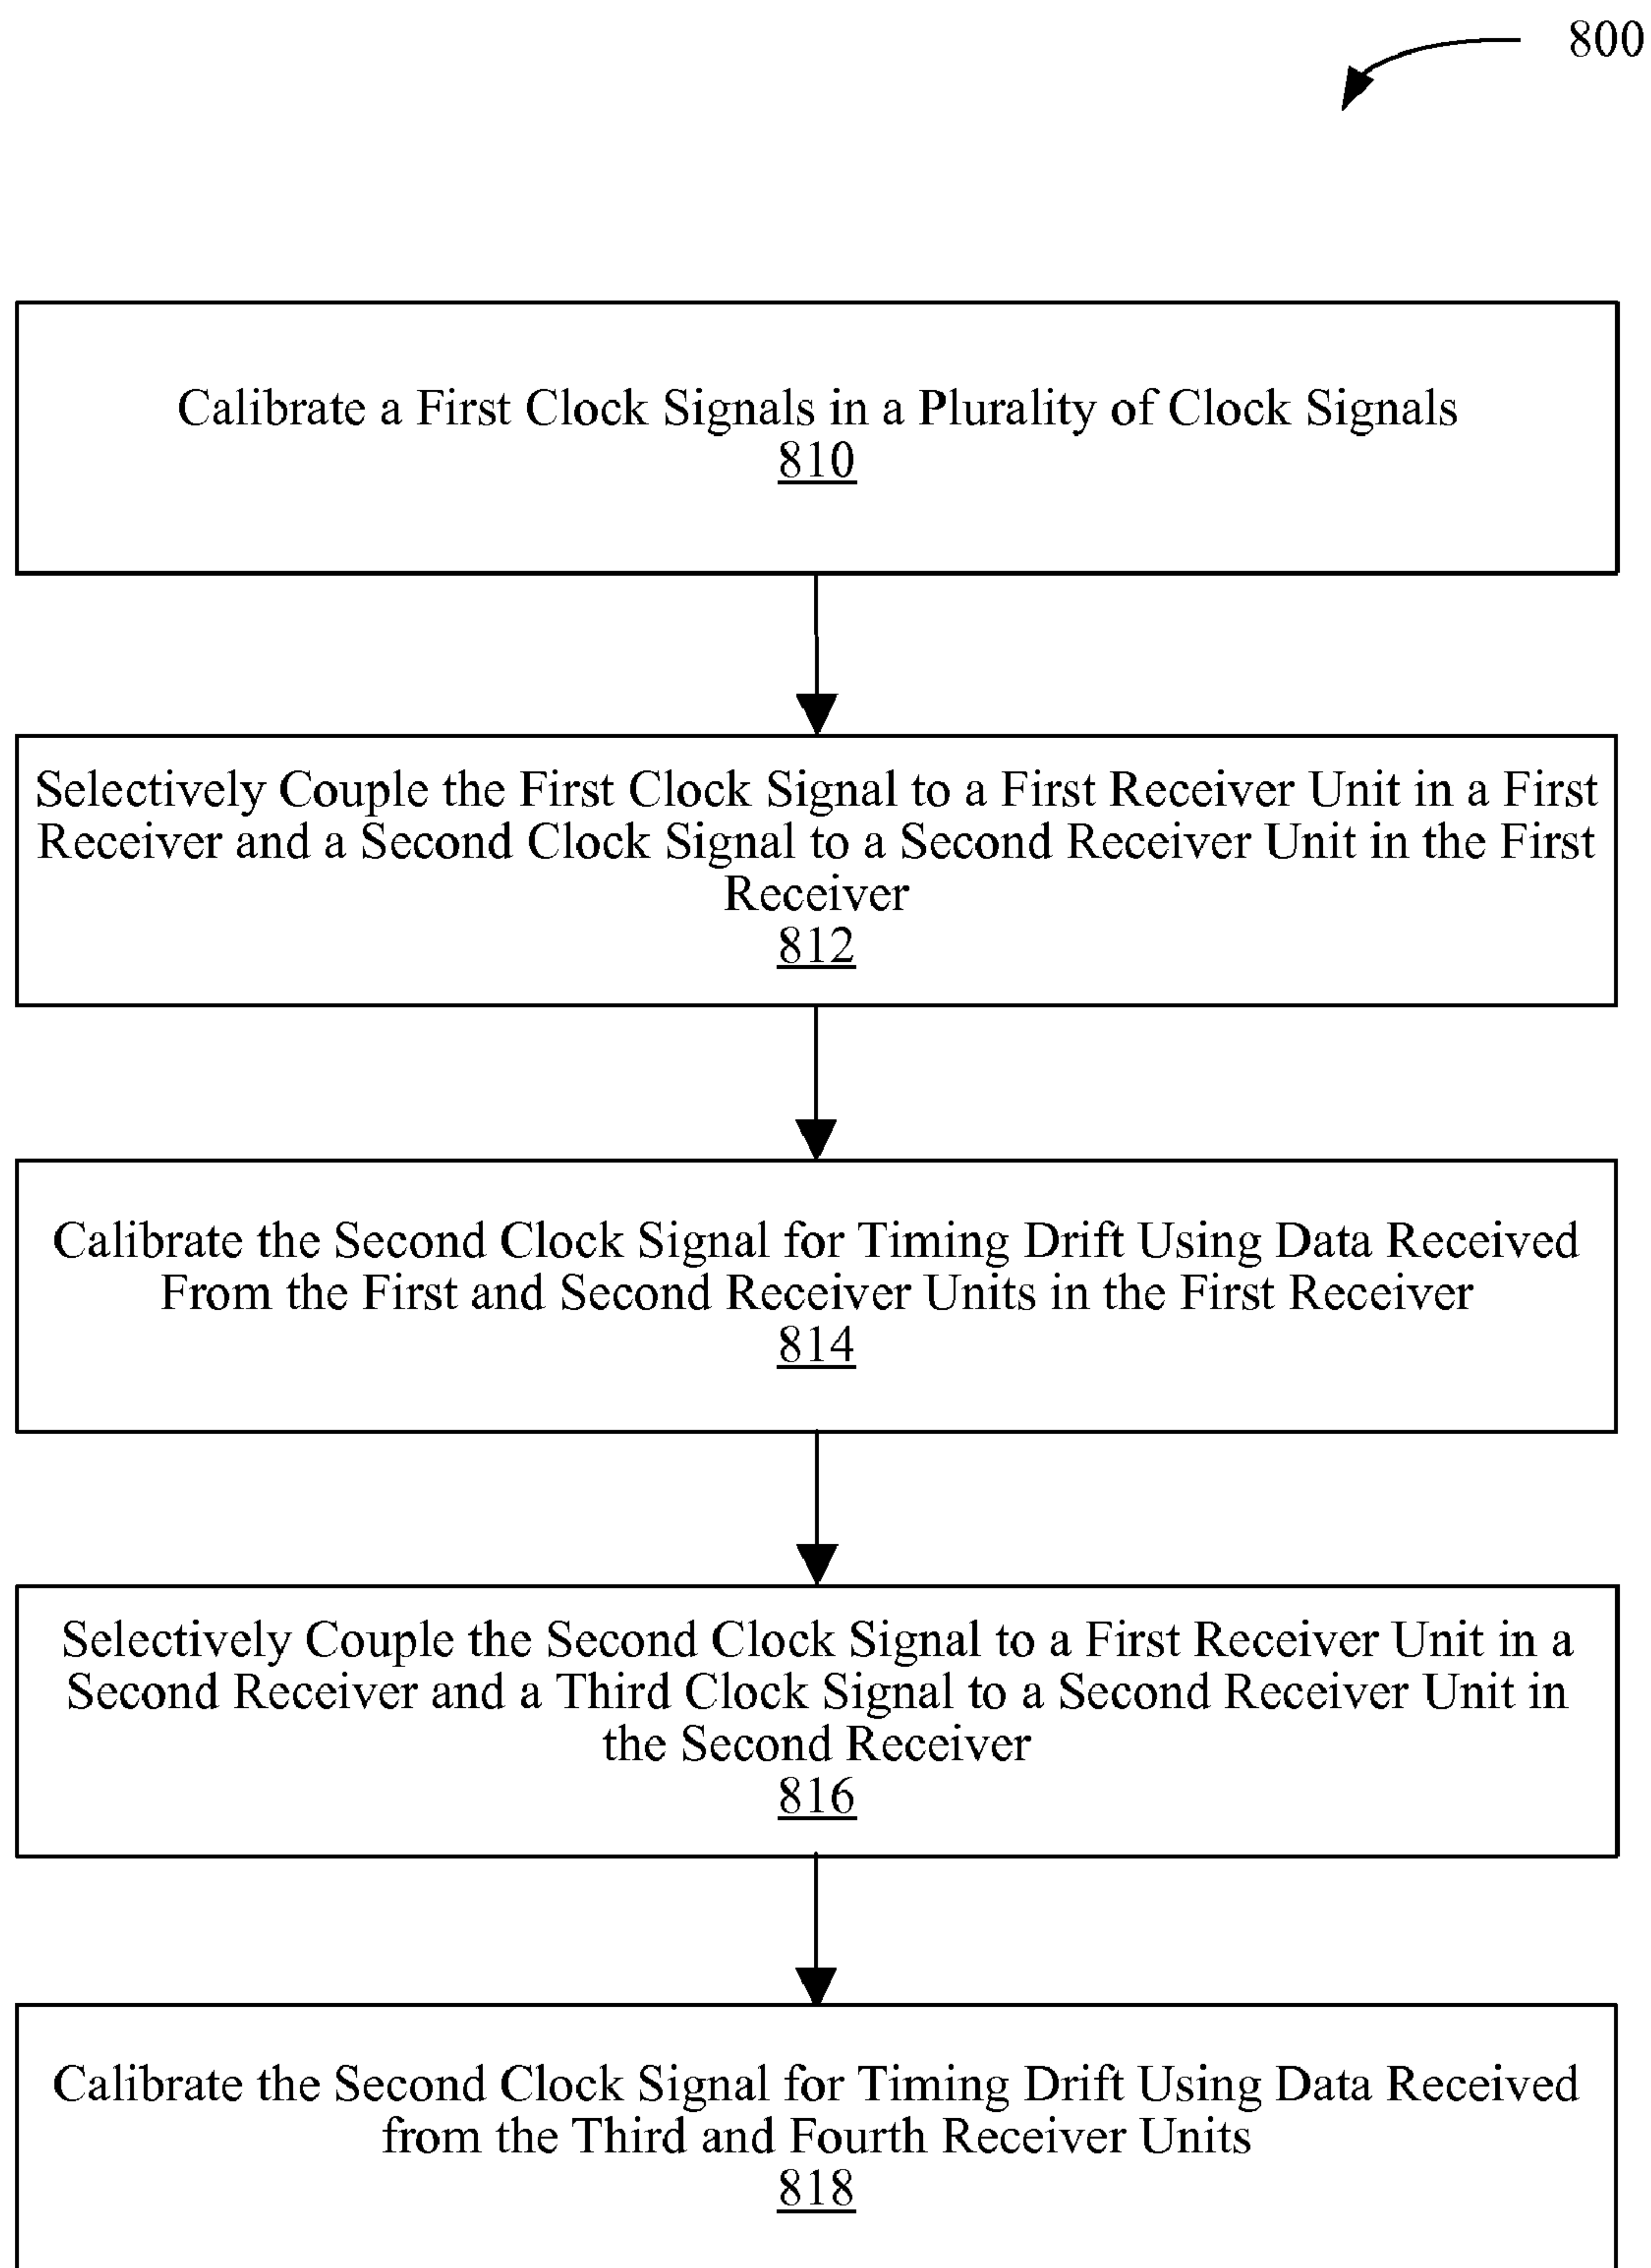 800
Calibrate a First Clock Signals in a Plurality of Clock Signals
810
Selectively Couple the First Clock Signal to a First Receiver Unit in a First
Receiver and a Second Clock Signal to a Second Receiver Unit in the First
Receiver
812
Calibrate the Second Clock Signal for Timing Drift Using Data Received
From the First and Second Receiver Units in the First Receiver
814
Selectively Couple the Second Clock Signal to a First Receiver Unit in a
Second Receiver and a Third Clock Signal to a Second Receiver Unit in
the Second Receiver
816
Calibrate the Second Clock Signal for Timing Drift Using Data Received
from the Third and Fourth Receiver Units
818